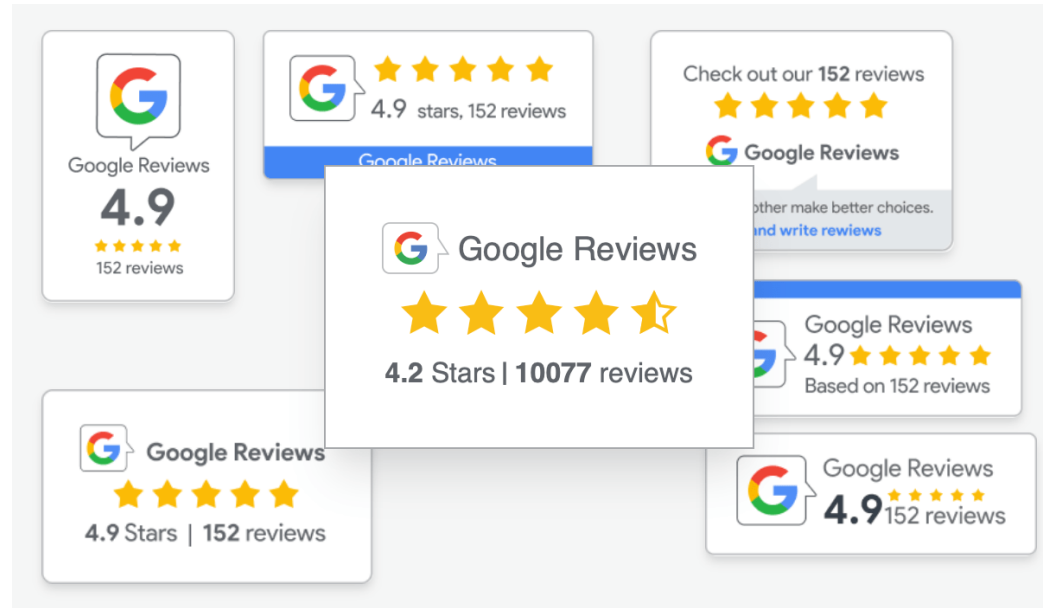 Google Reviews
4.9
152 reviews
4.9 stars, 152 reviews
Google Reviews
Check out our 152 reviews
Google Reviews
other make better choices.
and write rewiews
Google Reviews
4.2 Stars | 10077 reviews
Google Reviews
4.9
Based on 152 reviews
Google Reviews
4.9 Stars | 152 reviews
Google Reviews
4.9 152 reviews